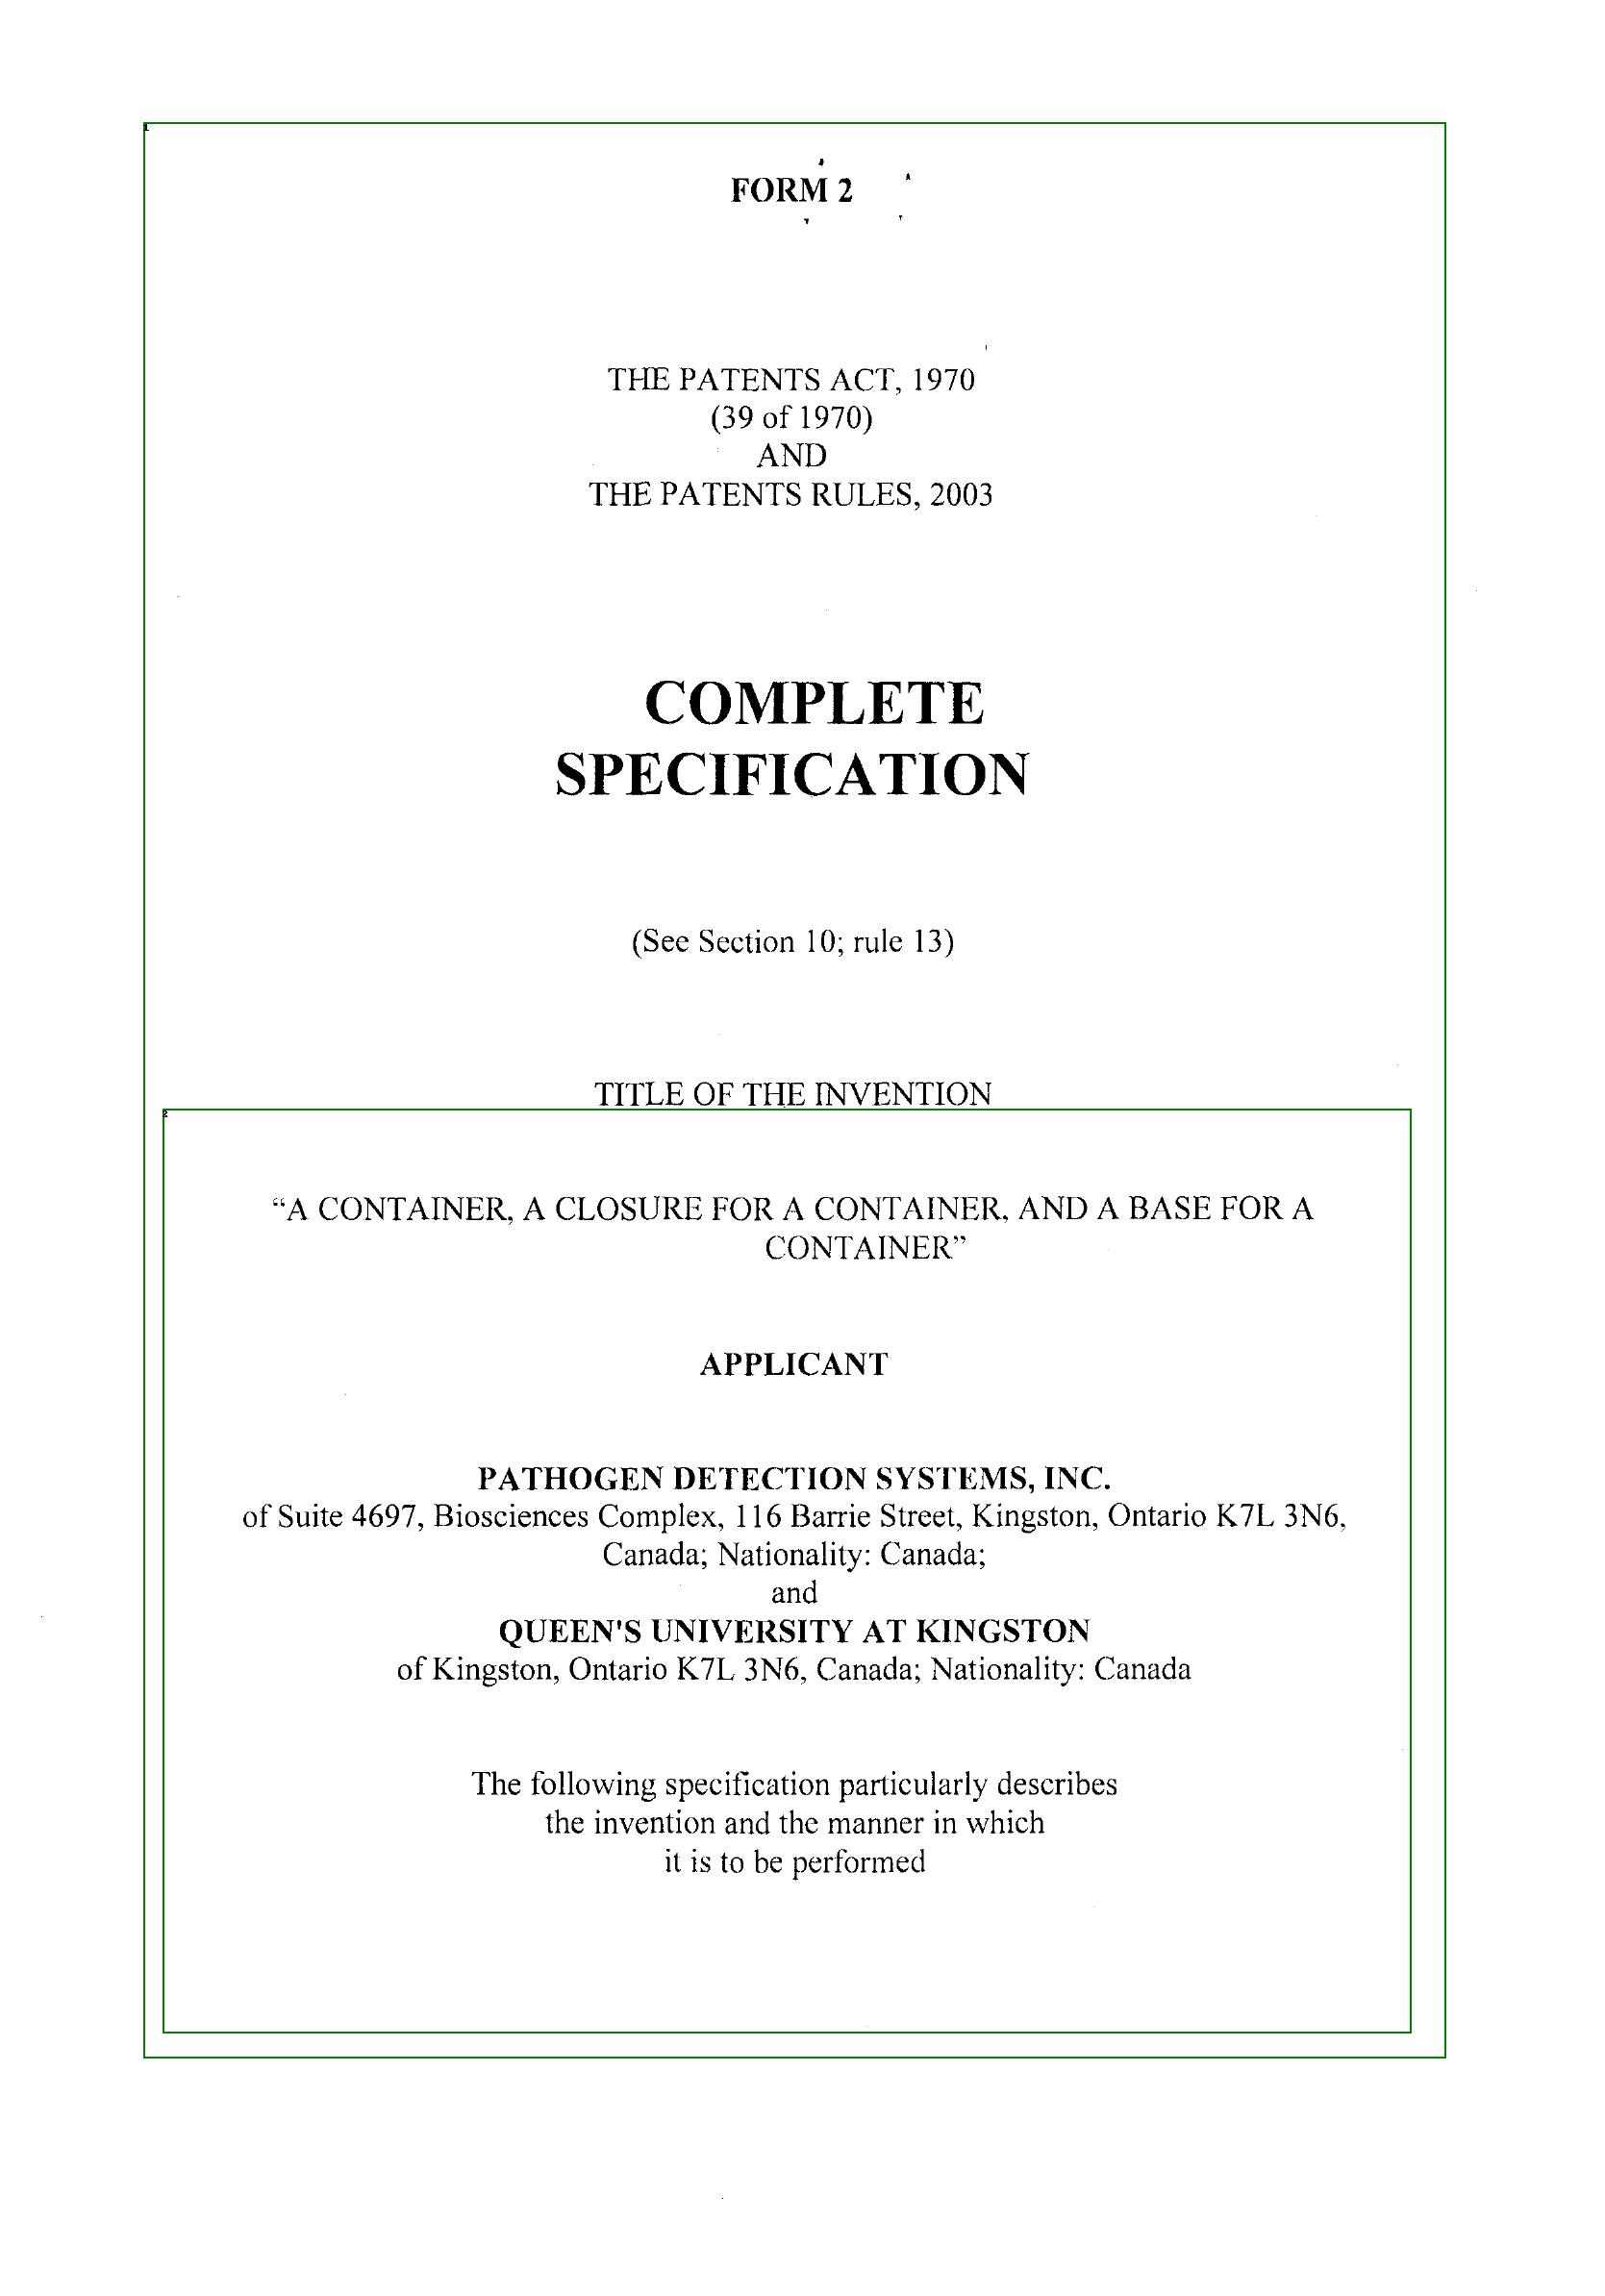 FORM 2
THE PATENTS ACT, 1970
(39 of 1970)
AND
THE PATENTS RULES, 2003
COMPLETE
SPECIFICATION
(See Section 10; rule 13)
TITLE OF THE INVENTION
“A CONTAINER, A CLOSURE FOR A CONTAINER, AND A BASE FOR A
CONTAINER”
APPLICANT
PATHOGEN DETECTION SYSTEMS, INC.
of Suite 4697, Biosciences Complex, 116 Barrie Street, Kingston, Ontario K7L 3N6,
Canada; Nationality: Canada;
and
QUEEN'S UNIVERSITY AT KINGSTON
of Kingston, Ontario K7L 3N6, Canada; Nationality: Canada
The following specification particularly describes
the invention and the manner in which
it is to be performed